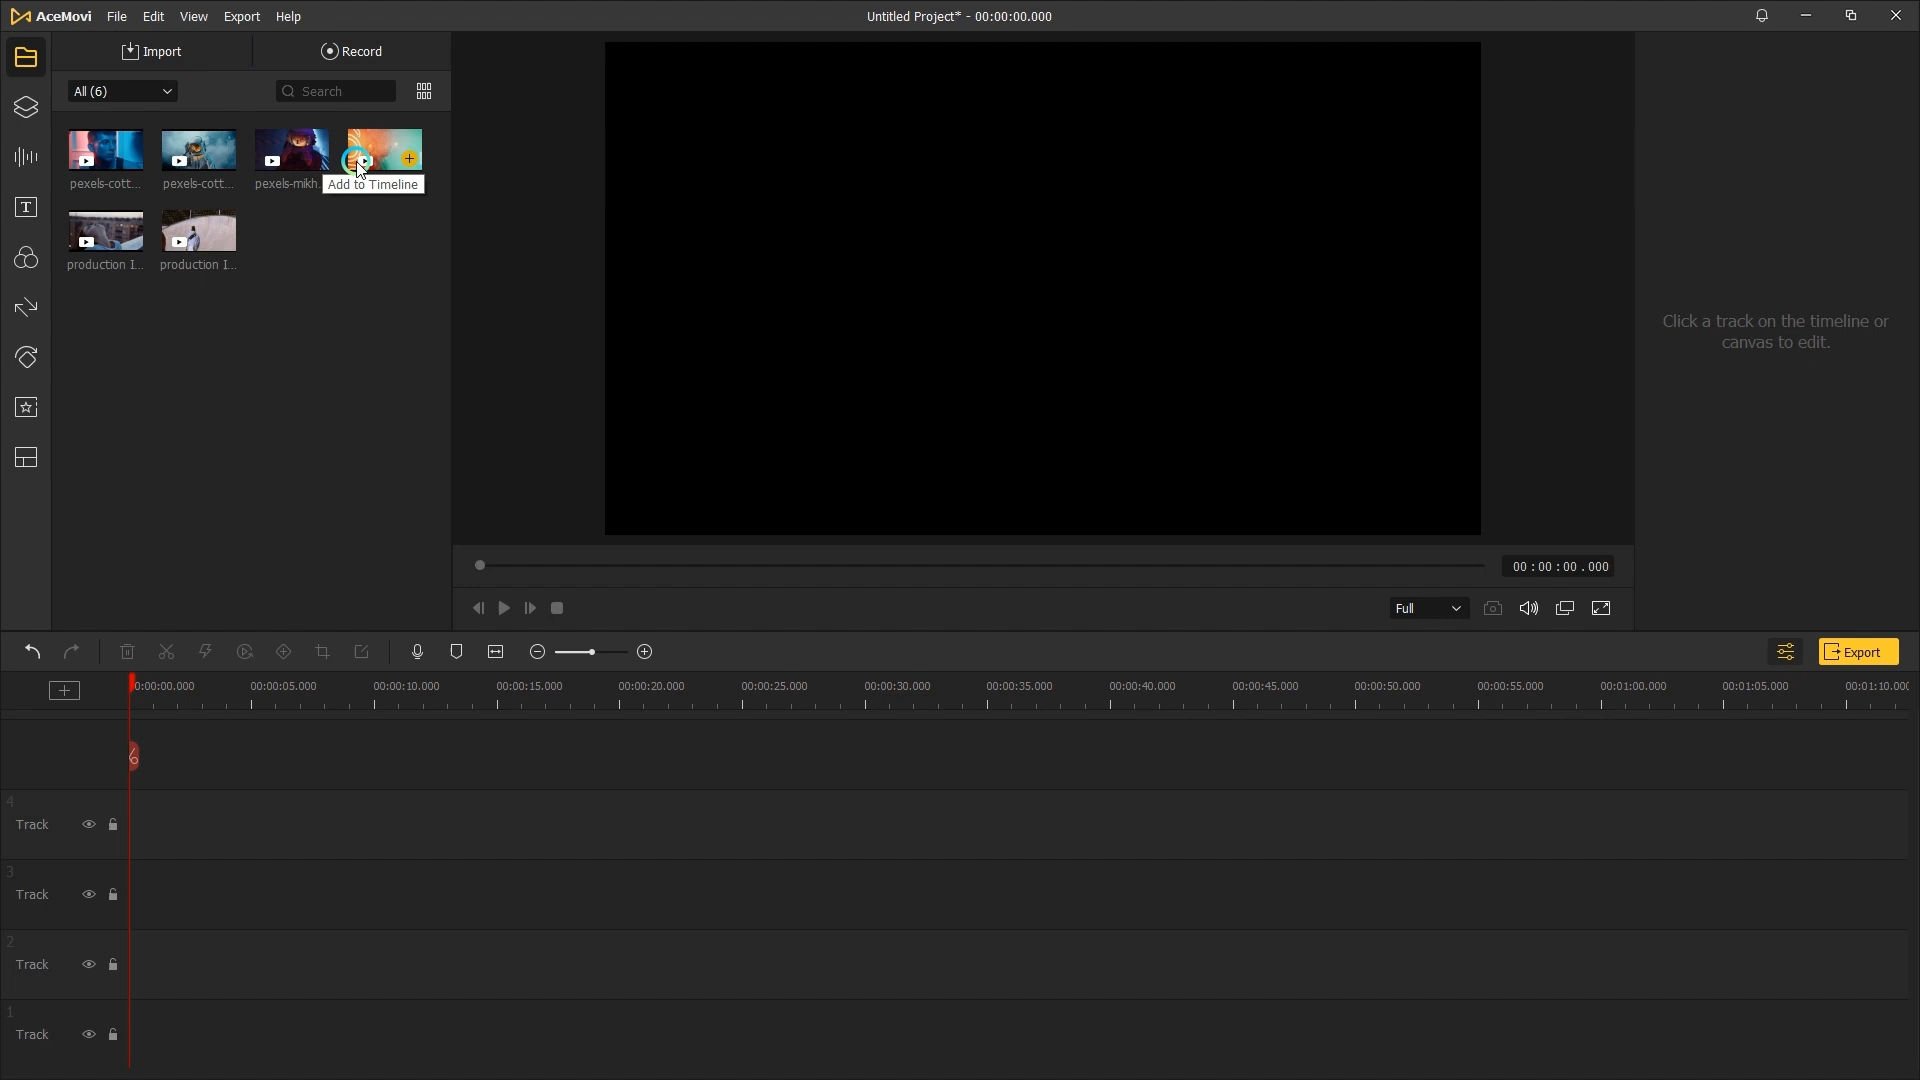 AceMovi File Edit View Export Help
Untitled Project* - 00:00:00.000
Import
Record
All (6)
Search
pexels-cott...
pexels-cott...
pexels-mikh.
Add to Timeline
production I...
production I...
Click a track on the timeline or
canvas to edit.
00 : 00 : 00 . 000
Full
Export
0:00:00.000 00:00:05.000 00:00:10.000 00:00:15.000 00:00:20.000 00:00:25.000 00:00:30.000 00:00:35.000 00:00:40.000 00:00:45.000 00:00:50.000 00:00:55.000 00:01:00.000 00:01:05.000 00:01:10.000
4
Track
3
Track
2
Track
1
Track